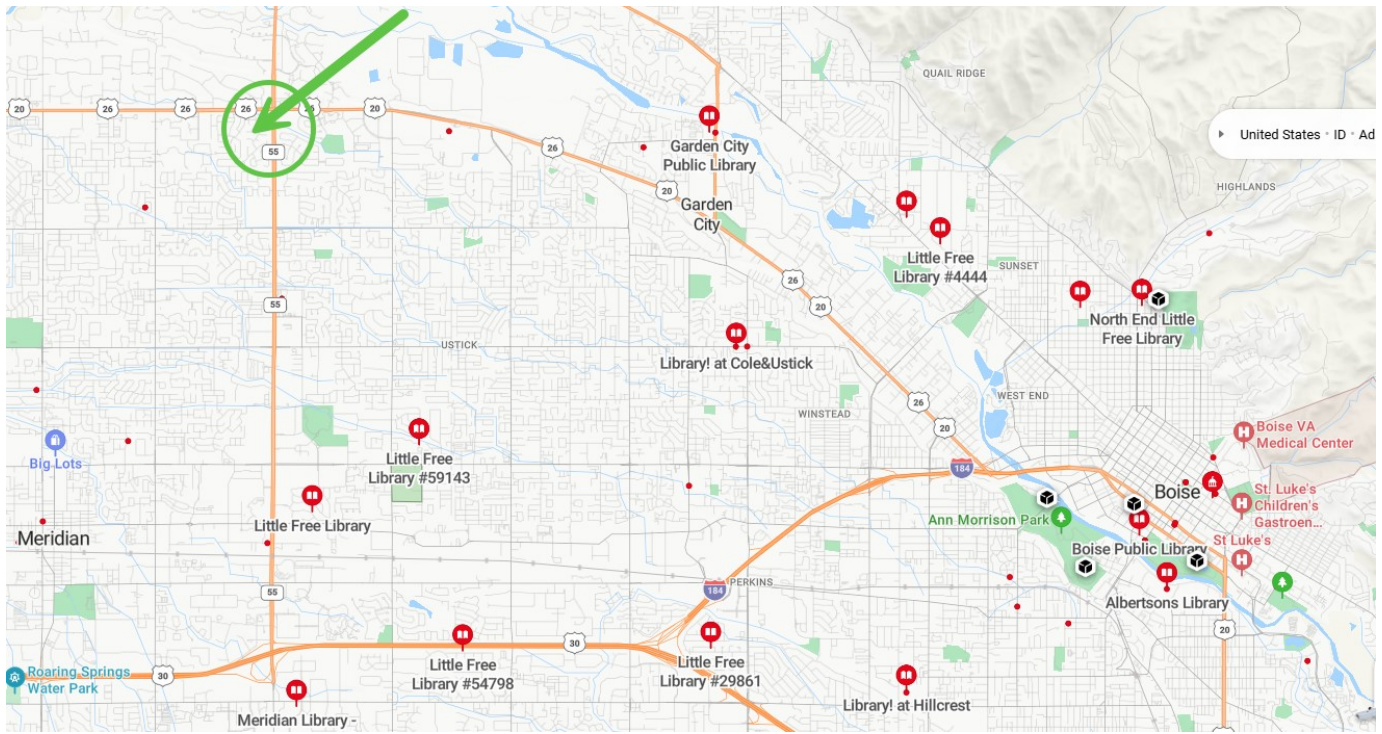 QUAIL RIDGE
20
26
26
26
26
20
Garden City
Public Library
United States • ID • Ad
55
26
20
HIGHLANDS
Garden
City
Little Free
Library #4444
SUNSET
26
20
55
North End Little
Free Library
USTICK
Library! at Cole&Ustick
WEST END
26
WINSTEAD
20
Boise VA
Medical Center
Big Lots
Little Free
Library #59143
184
Boise
St. Luke's
Children's
Gastroen...
Little Free Library
Ann Morrison Park
Meridian
Boise Public Library
St Luke's
PERKINS
184
55
Albertsons Library
20
30
Little Free
Library #54798
Little Free
Library #29861
Roaring Springs
Water Park
30
Library! at Hillcrest
Meridian Library -